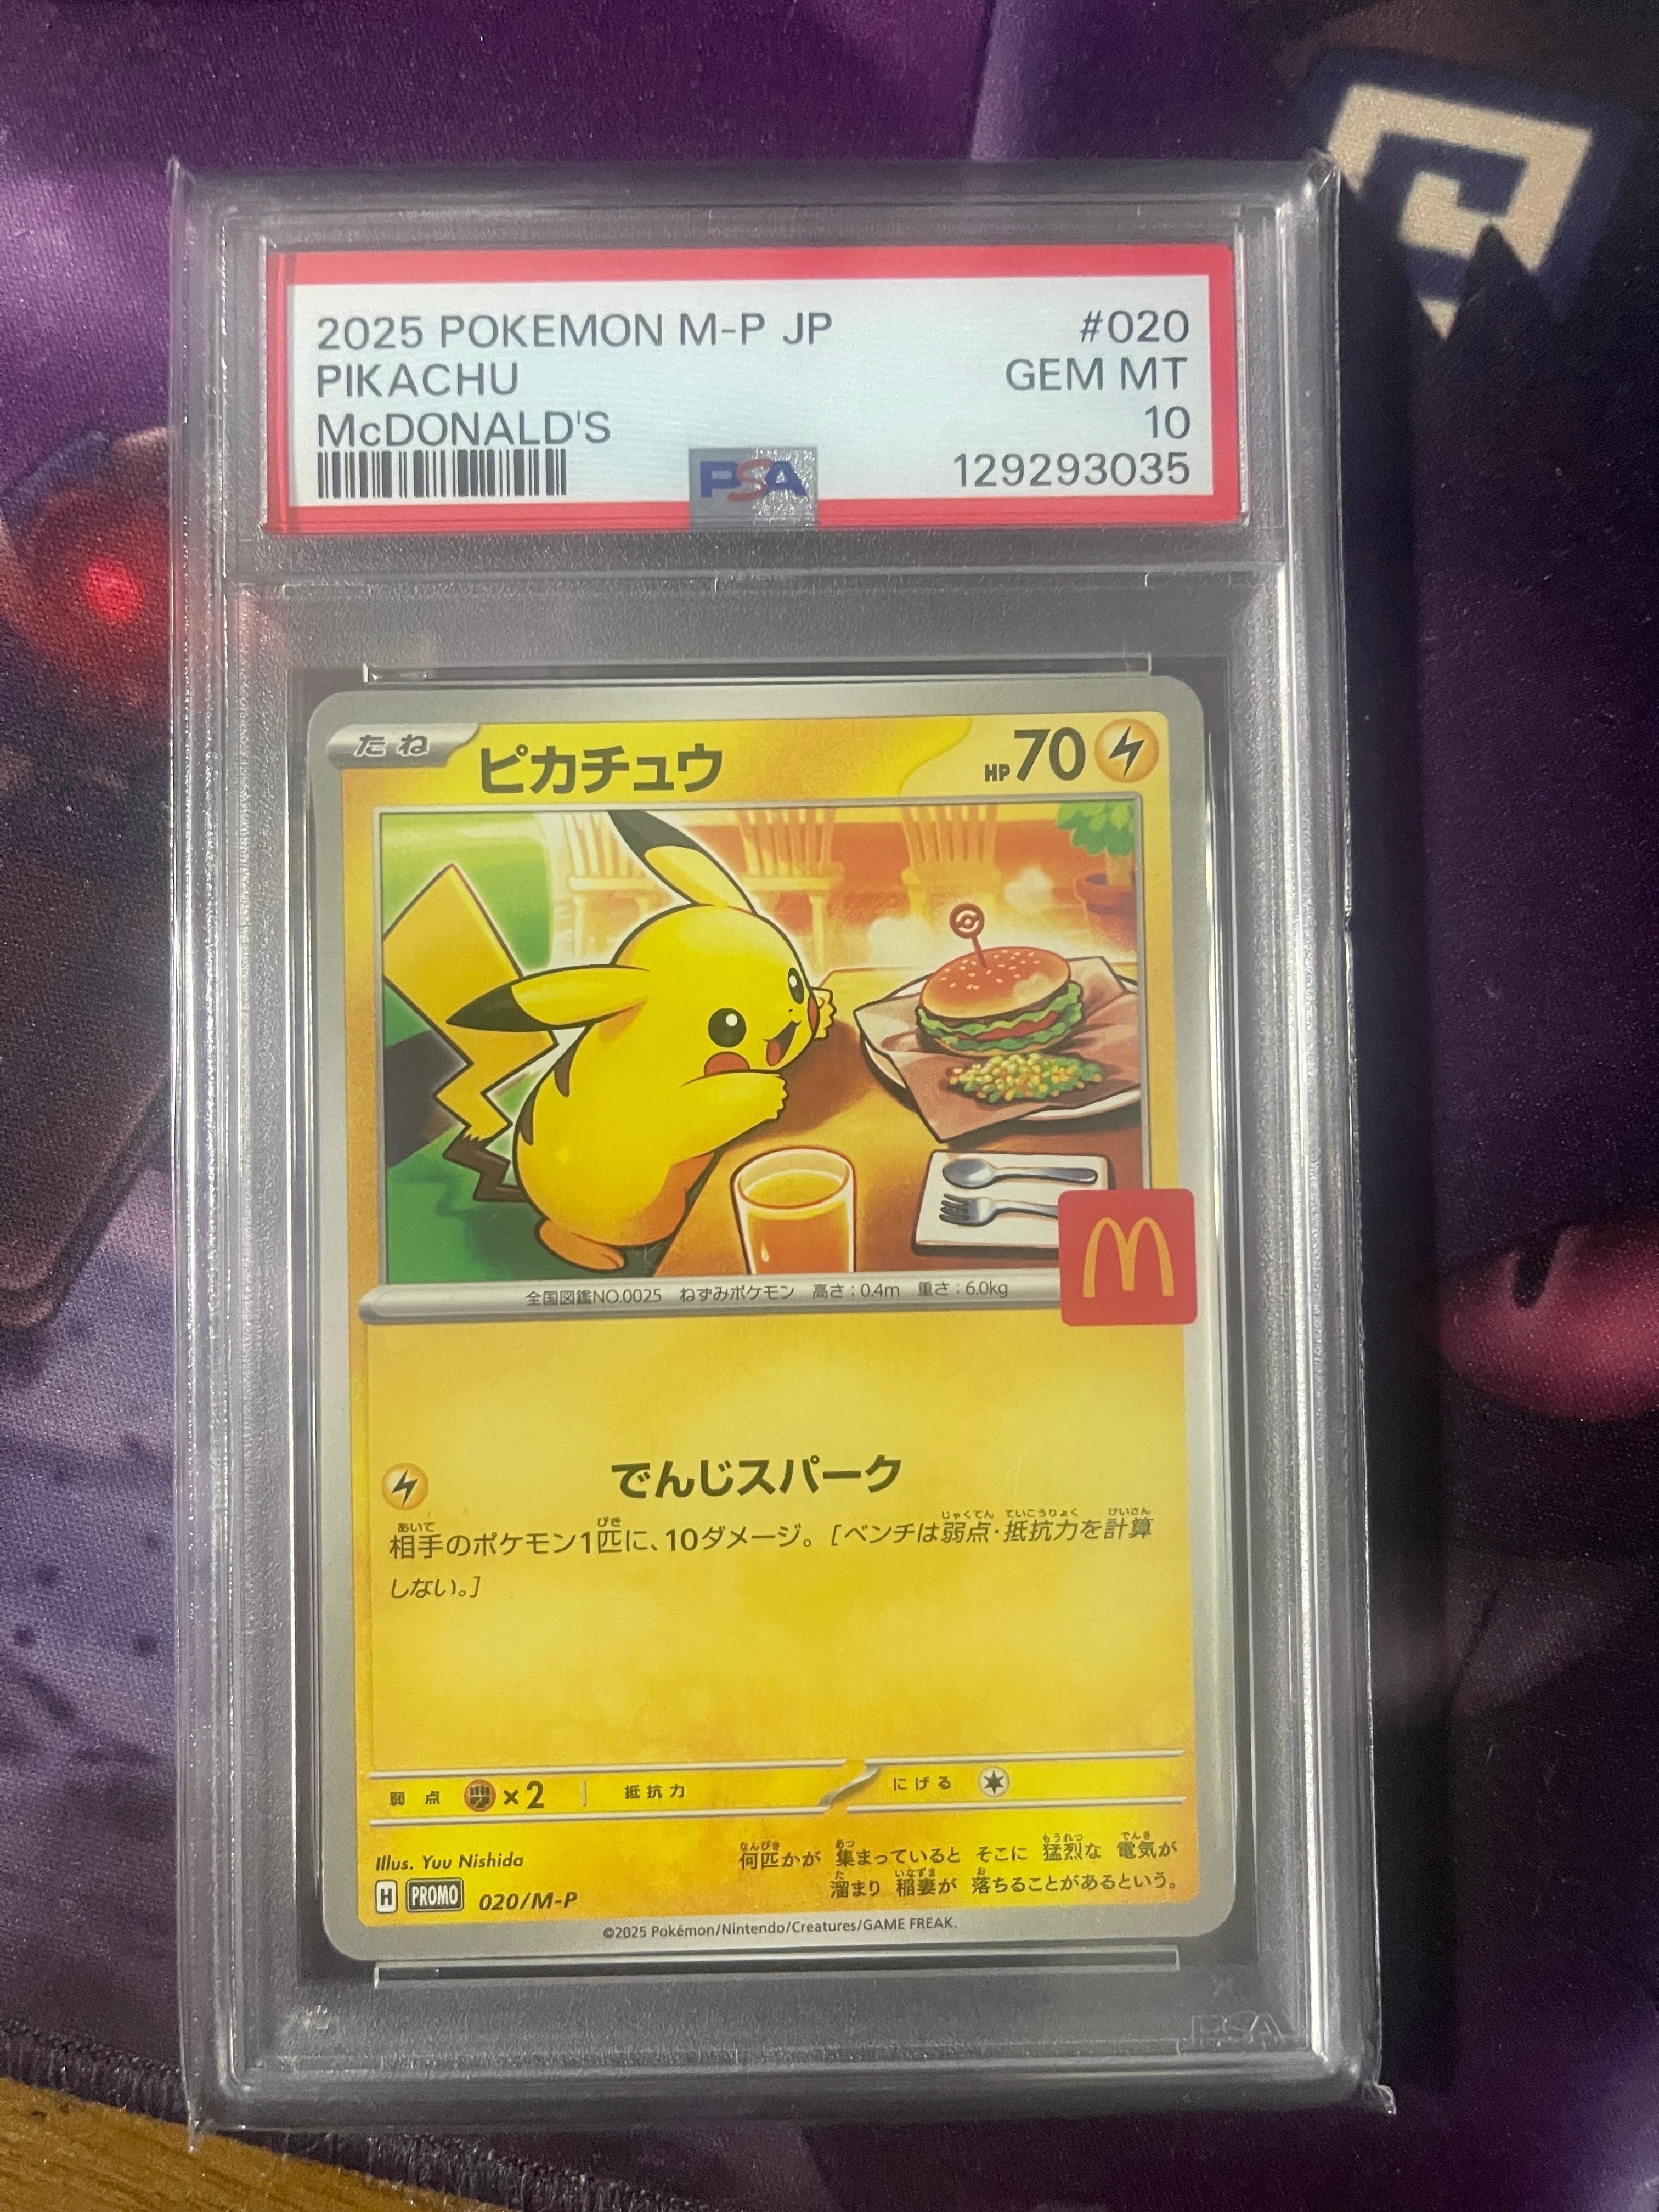 2025 POKEMON M-P JP #020
PIKACHU GEM MT
McDONALD'S 10
PSA 129293035
たね ピカチュウ HP70
全国図鑑NO.0025 ねずみポケモン 高さ:0.4m 重さ:6.0kg
でんじスパーク
相手のポケモン1匹に、10ダメージ。[ベンチは弱点・抵抗力を計算
しない。]
弱点 ×2 抵抗力 にげる
Illus. Yuu Nishida
何匹かが 集まっていると そこに 猛烈な 電気が
溜まり 稲妻が 落ちることがあるという。
H PROMO 020/M-P
©2025 Pokémon/Nintendo/Creatures/GAME FREAK.
PSA